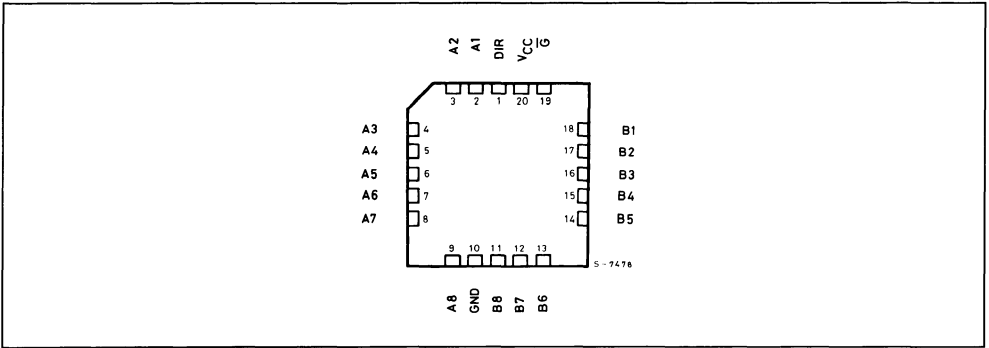 A2 A1 DIR VCC G̅
3 2 1 20 19
A3 4 18 B1
A4 5 17 B2
A5 6 16 B3
A6 7 15 B4
A7 8 14 B5
9 10 11 12 13
S-7478
A8 GND B8 B7 B6